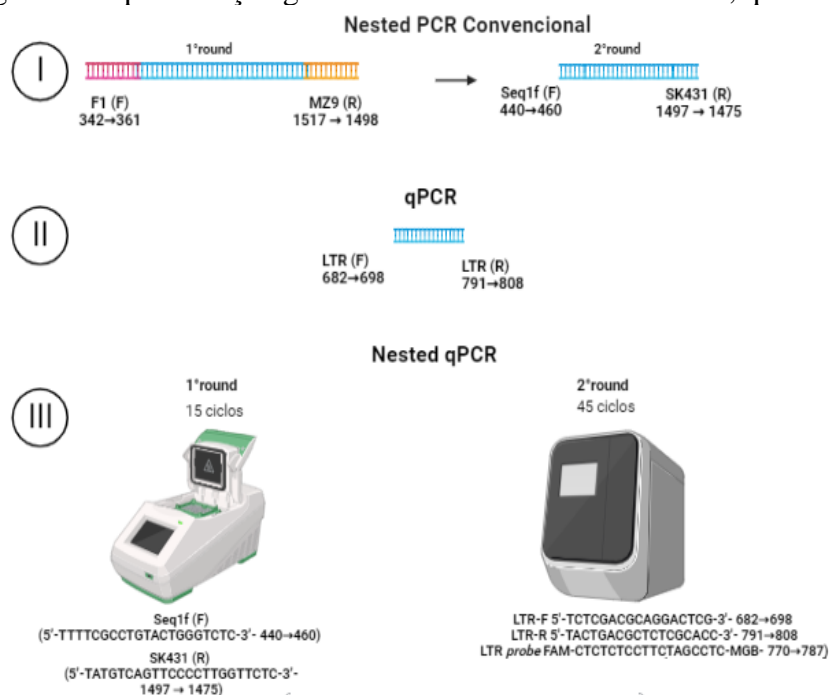 Nested PCR Convencional
I
1°round
2°round
F1 (F)
342→361
MZ9 (R)
1517 → 1498
Seq1f (F)
440→460
SK431 (R)
1497 → 1475
II
qPCR
LTR (F)
682→698
LTR (R)
791→808
Nested qPCR
III
1°round
15 ciclos
2°round
45 ciclos
Seq1f (F)
(5'-TTTTCGCCTGTACTGGGTCTC-3'- 440→460)
SK431 (R)
(5'-TATGTCAGTTCCCCTTGGTTCTC-3'-
1497 → 1475)
LTR-F 5'-TCTCGACGCAGGACTCG-3'- 682→698
LTR-R 5'-TACTGACGCTCTCGCACC-3'- 791→808
LTR probe FAM-CTCTCTCCTTCTAGCCTC-MGB- 770→787)